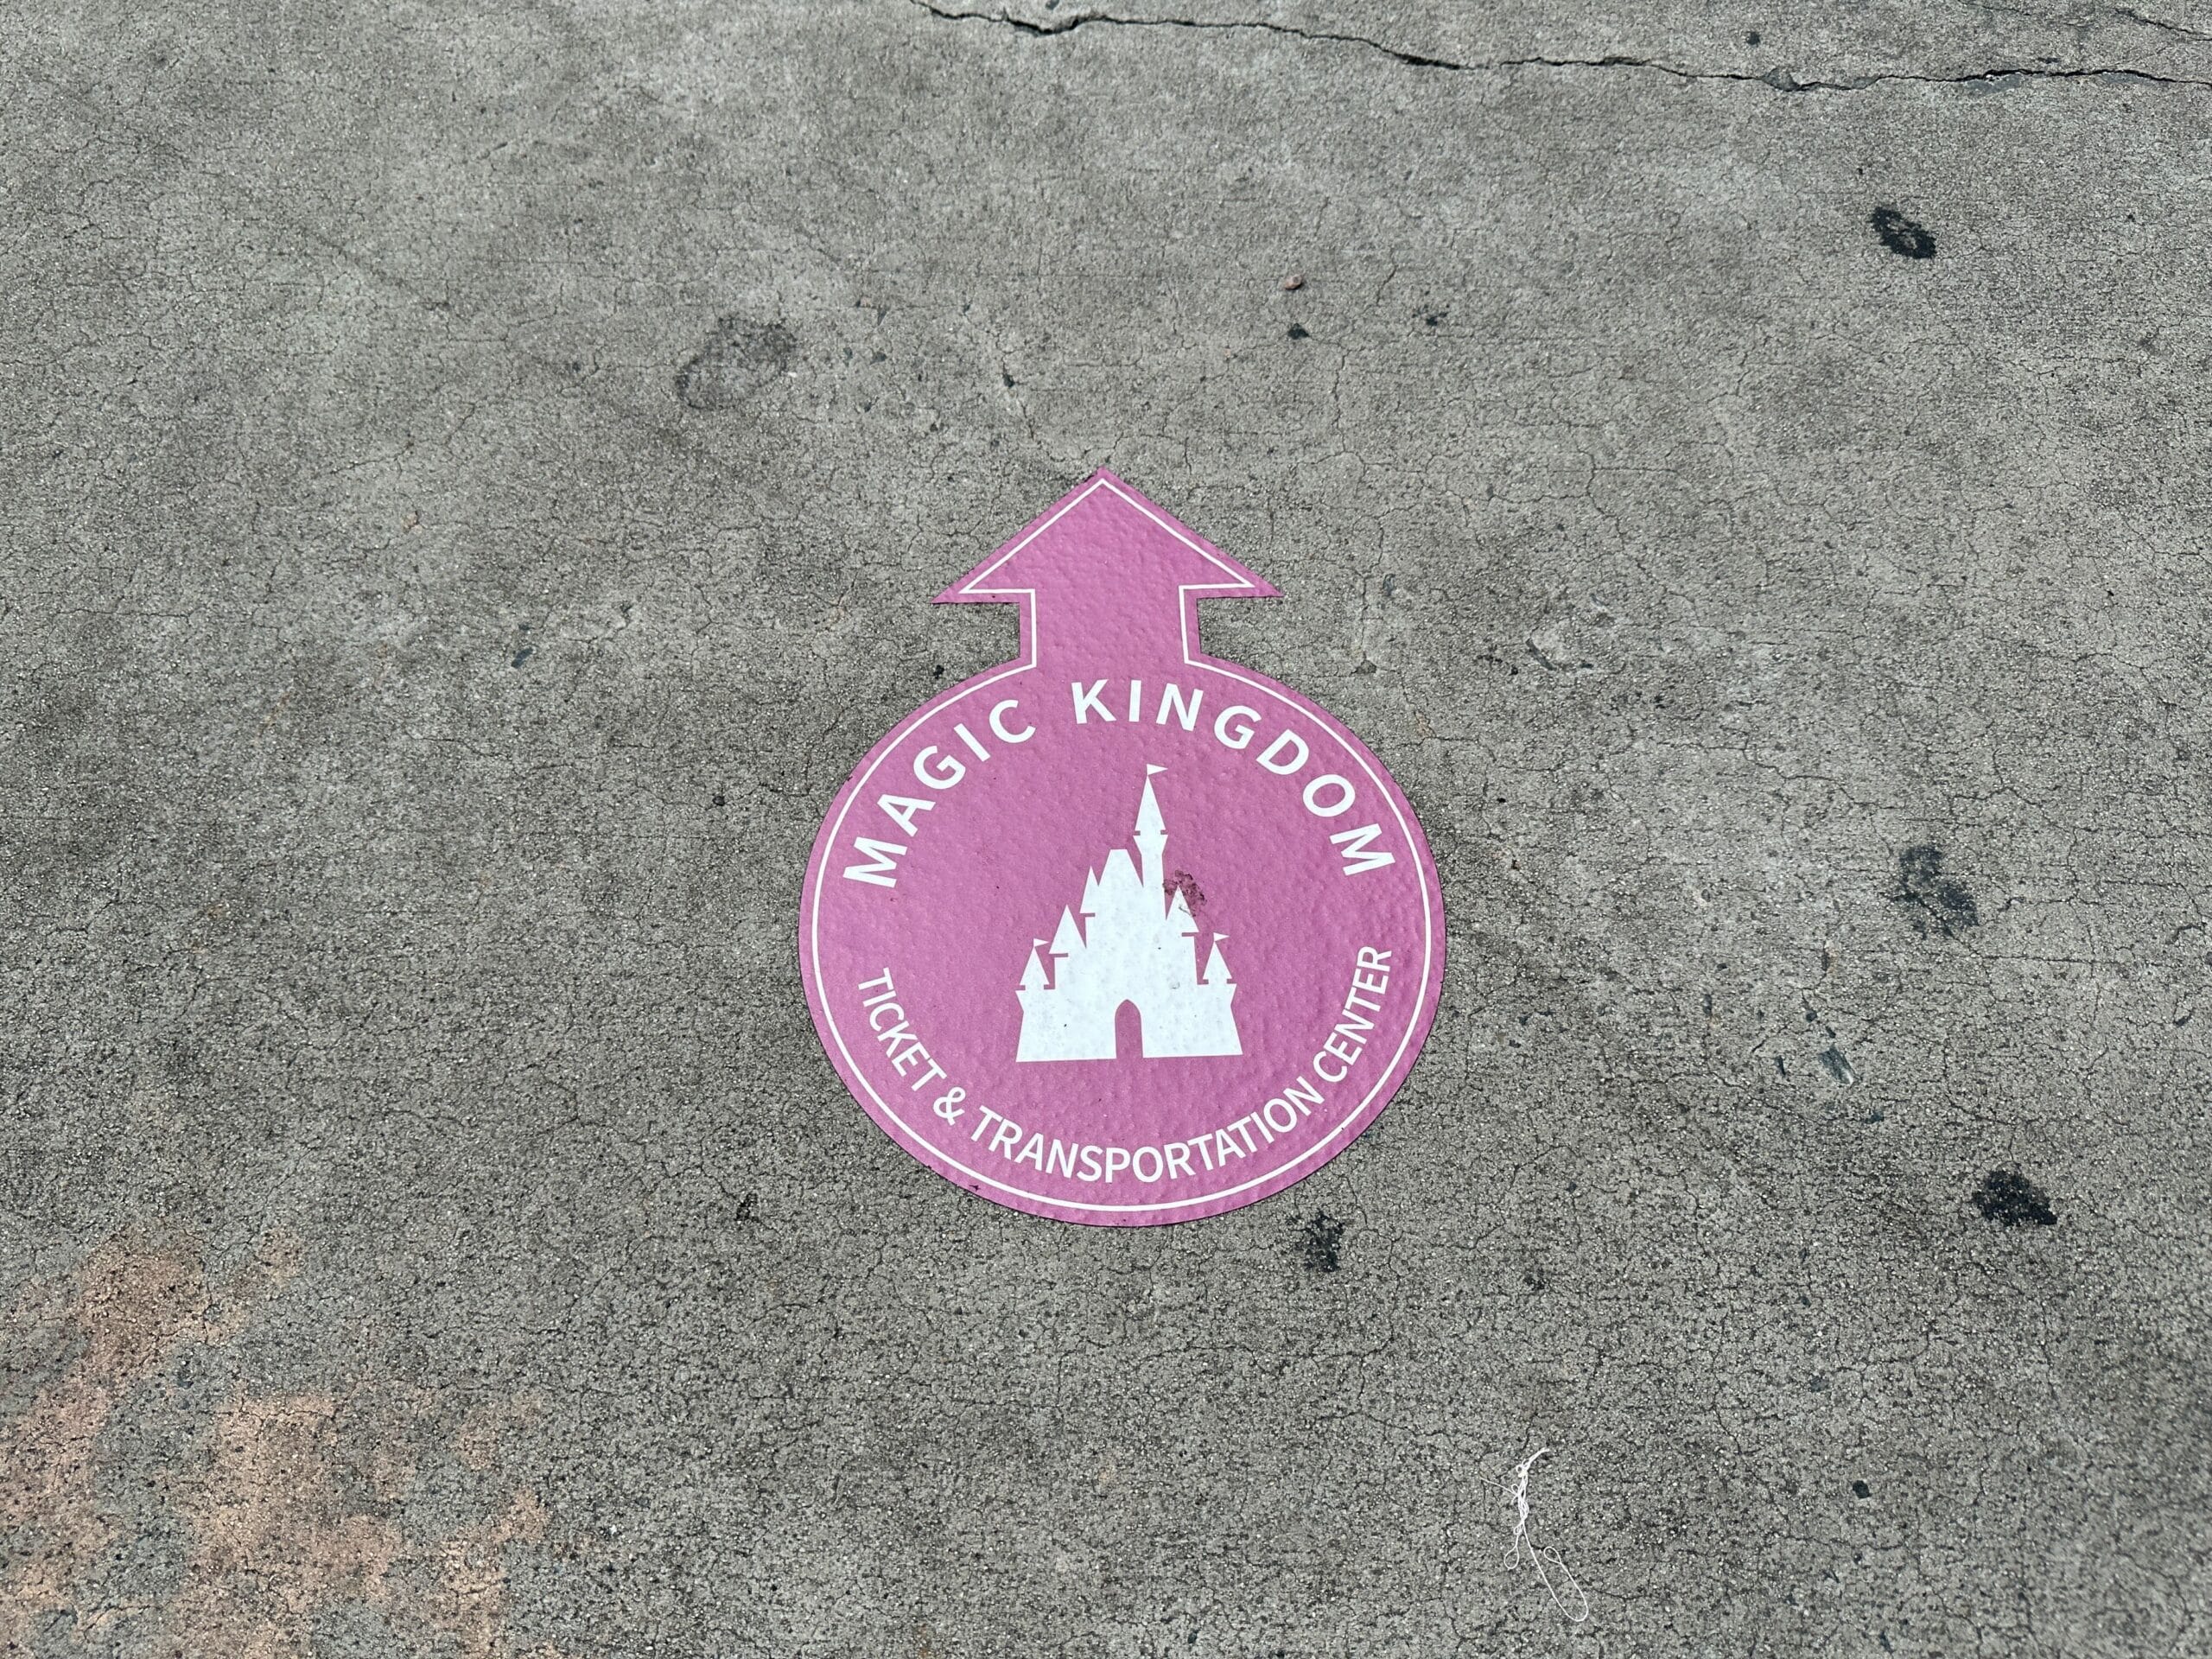 MAGIC KINGDOM
TICKET & TRANSPORTATION CENTER